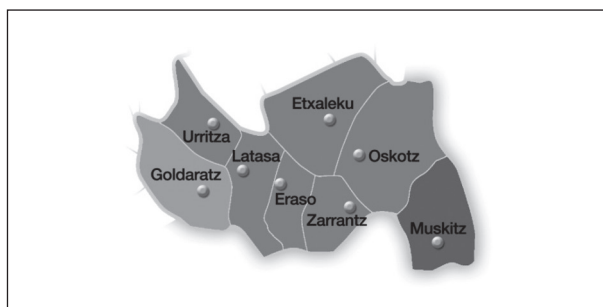 Etxaleku
Urritza
Latasa
Oskotz
Goldaratz
Eraso
Zarrantz
Muskitz